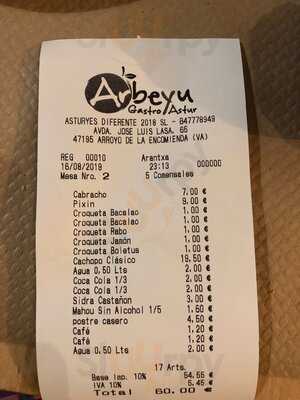 Arbeyu
Gastro/Astur
ASTURYES DIFERENTE 2018 SL - B47778949
AVDA. JOSE LUIS LASA, 65
47195 ARROYO DE LA ENCOMIENDA (VA)
REG 00010 Arantxa
16/08/2019 23:13 000000
Mesa Nro. 2 5 Comensales
Cabracho 7.00 €
Pixin 9.00 €
Croqueta Bacalao 1.00 €
Croqueta Bacalao 1.00 €
Croqueta Rabo 1.00 €
Croqueta Jamón 1.00 €
Croqueta Boletus 1.00 €
Cachopo Clásico 19.50 €
Agua 0,50 Lts 2.00 €
Coca Cola 1/3 2.00 €
Coca Cola 1/3 2.00 €
Sidra Castañon 3.00 €
Mahou Sin Alcohol 1/5 1.60 €
postre casero 4.50 €
Café 1.20 €
Café 1.20 €
Agua 0,50 Lts 2.00 €
17 Arts.
Base Imp. 10% 54.55 €
IVA 10% 5.45 €
Total 60.00 €